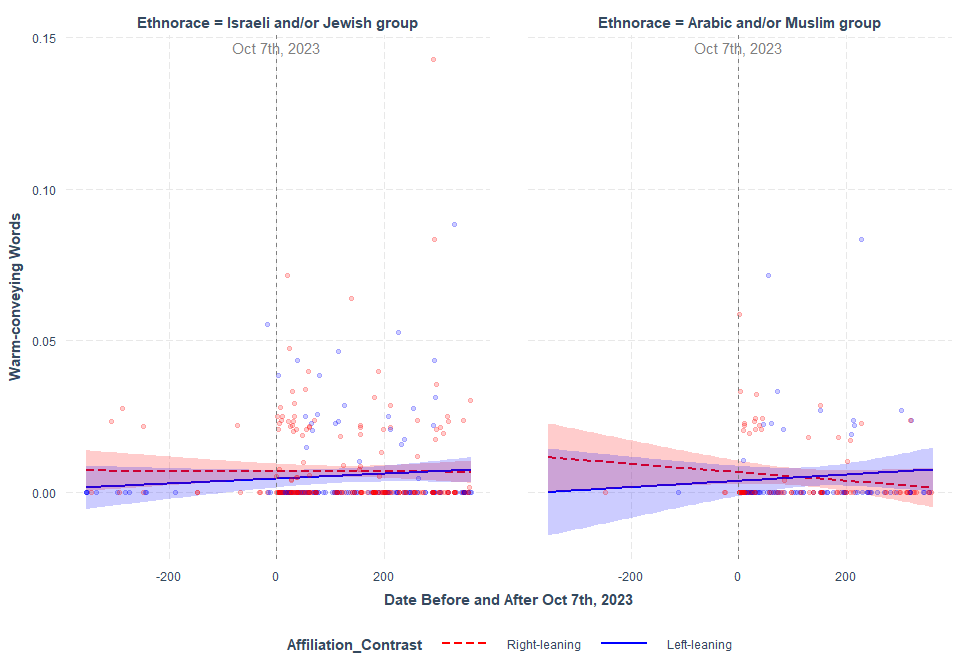 Ethnorace = Israeli and/or Jewish group
Ethnorace = Arabic and/or Muslim group
Oct 7th, 2023
Oct 7th, 2023
0.15
0.10
0.05
0.00
Warm-conveying Words
-200
0
200
-200
0
200
Date Before and After Oct 7th, 2023
Affiliation_Contrast
Right-leaning
Left-leaning